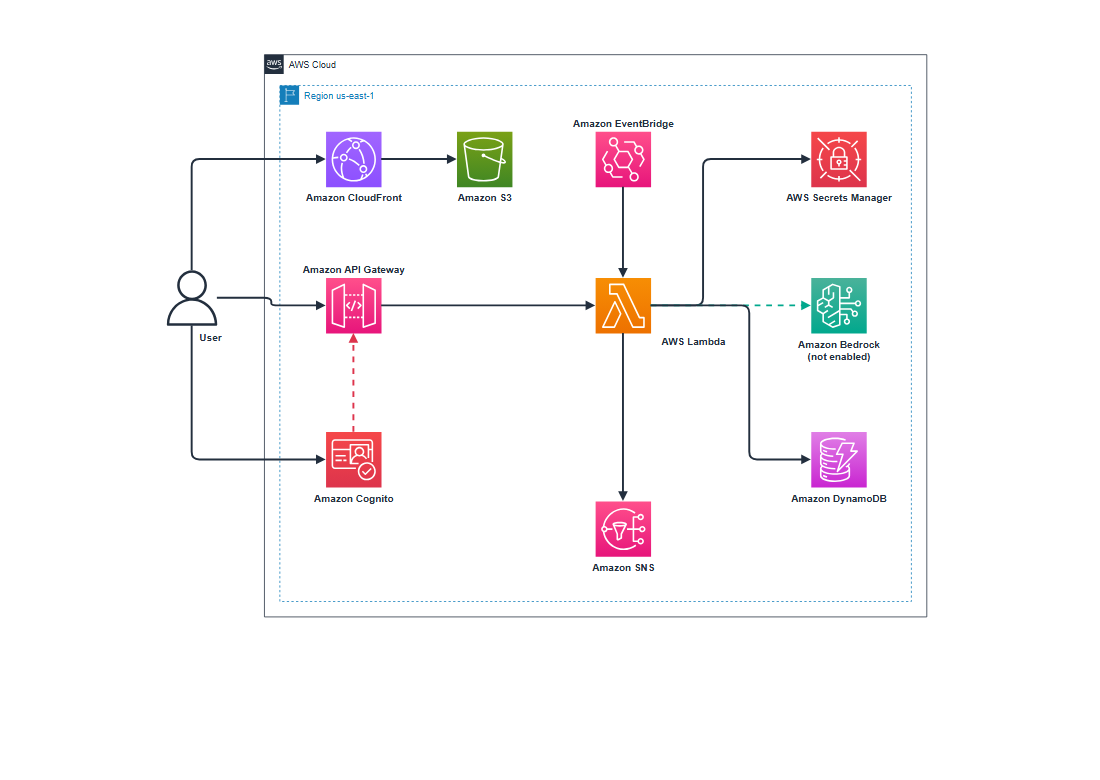 aws
AWS Cloud
Region us-east-1
Amazon EventBridge
Amazon CloudFront
Amazon S3
AWS Secrets Manager
Amazon API Gateway
</>
User
AWS Lambda
Amazon Bedrock
(not enabled)
Amazon Cognito
Amazon DynamoDB
Amazon SNS